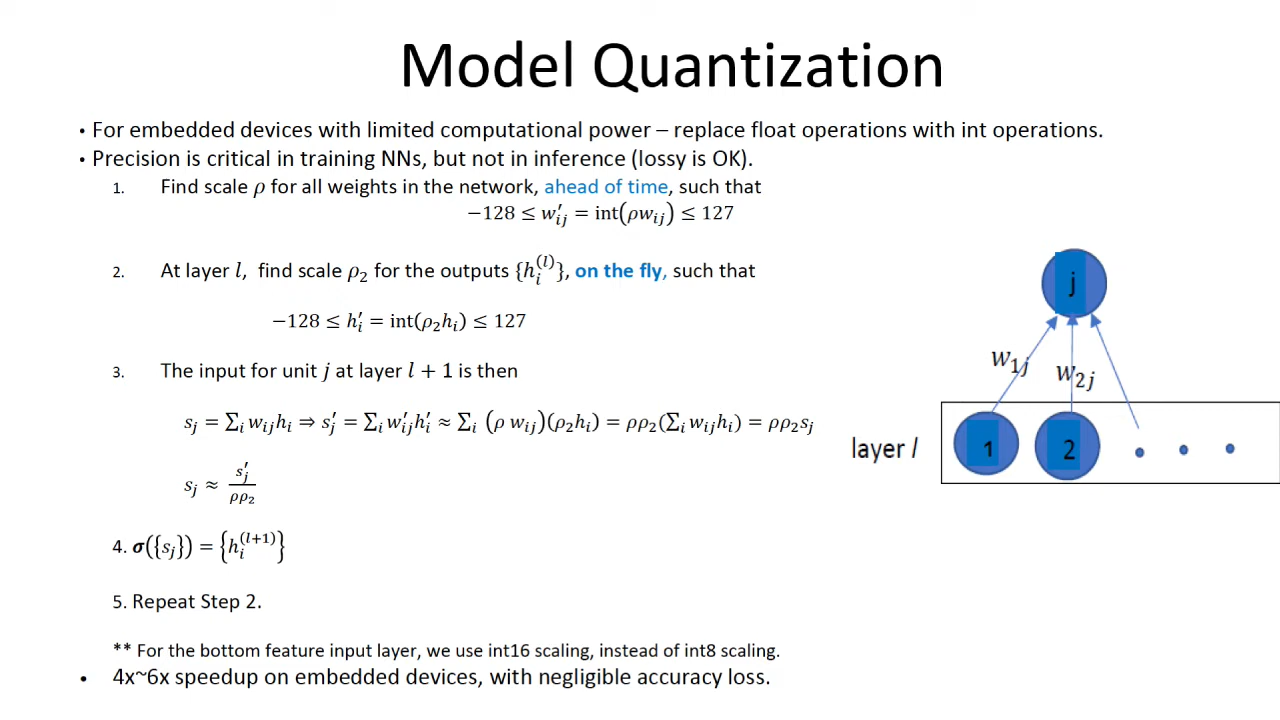 Model Quantization
• For embedded devices with limited computational power – replace float operations with int operations.
• Precision is critical in training NNs, but not in inference (lossy is OK).
1. Find scale ρ for all weights in the network, ahead of time, such that
−128 ≤ w′ᵢⱼ = int(ρwᵢⱼ) ≤ 127
2. At layer l, find scale ρ₂ for the outputs {hᵢ⁽ˡ⁾}, on the fly, such that
−128 ≤ h′ᵢ = int(ρ₂hᵢ) ≤ 127
3. The input for unit j at layer l + 1 is then
sⱼ = ∑ᵢ wᵢⱼhᵢ ⇒ s′ⱼ = ∑ᵢ w′ᵢⱼh′ᵢ ≈ ∑ᵢ (ρ wᵢⱼ)(ρ₂hᵢ) = ρρ₂(∑ᵢ wᵢⱼhᵢ) = ρρ₂sⱼ
sⱼ ≈ s′ⱼ / ρρ₂
4. σ({sⱼ}) = {hᵢ⁽ˡ⁺¹⁾}
5. Repeat Step 2.
** For the bottom feature input layer, we use int16 scaling, instead of int8 scaling.
• 4x~6x speedup on embedded devices, with negligible accuracy loss.
j
w₁ⱼ
w₂ⱼ
layer l
1
2